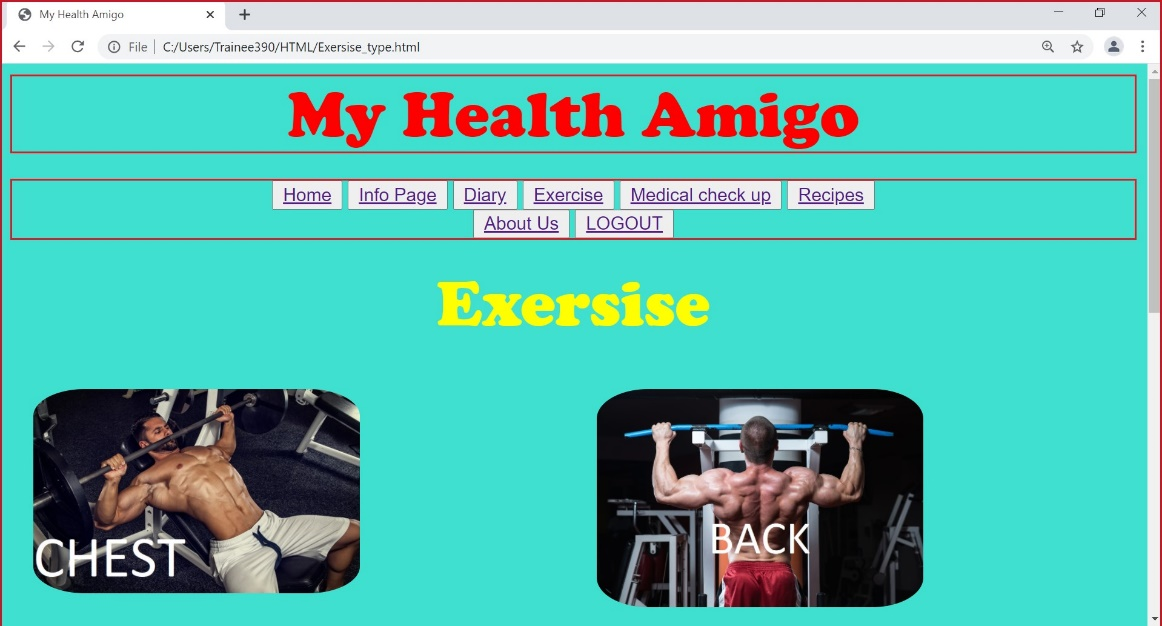 My Health Amigo
File C:/Users/Trainee390/HTML/Exersise_type.html
My Health Amigo
Home Info Page Diary Exercise Medical check up Recipes
About Us LOGOUT
Exersise
CHEST
BACK